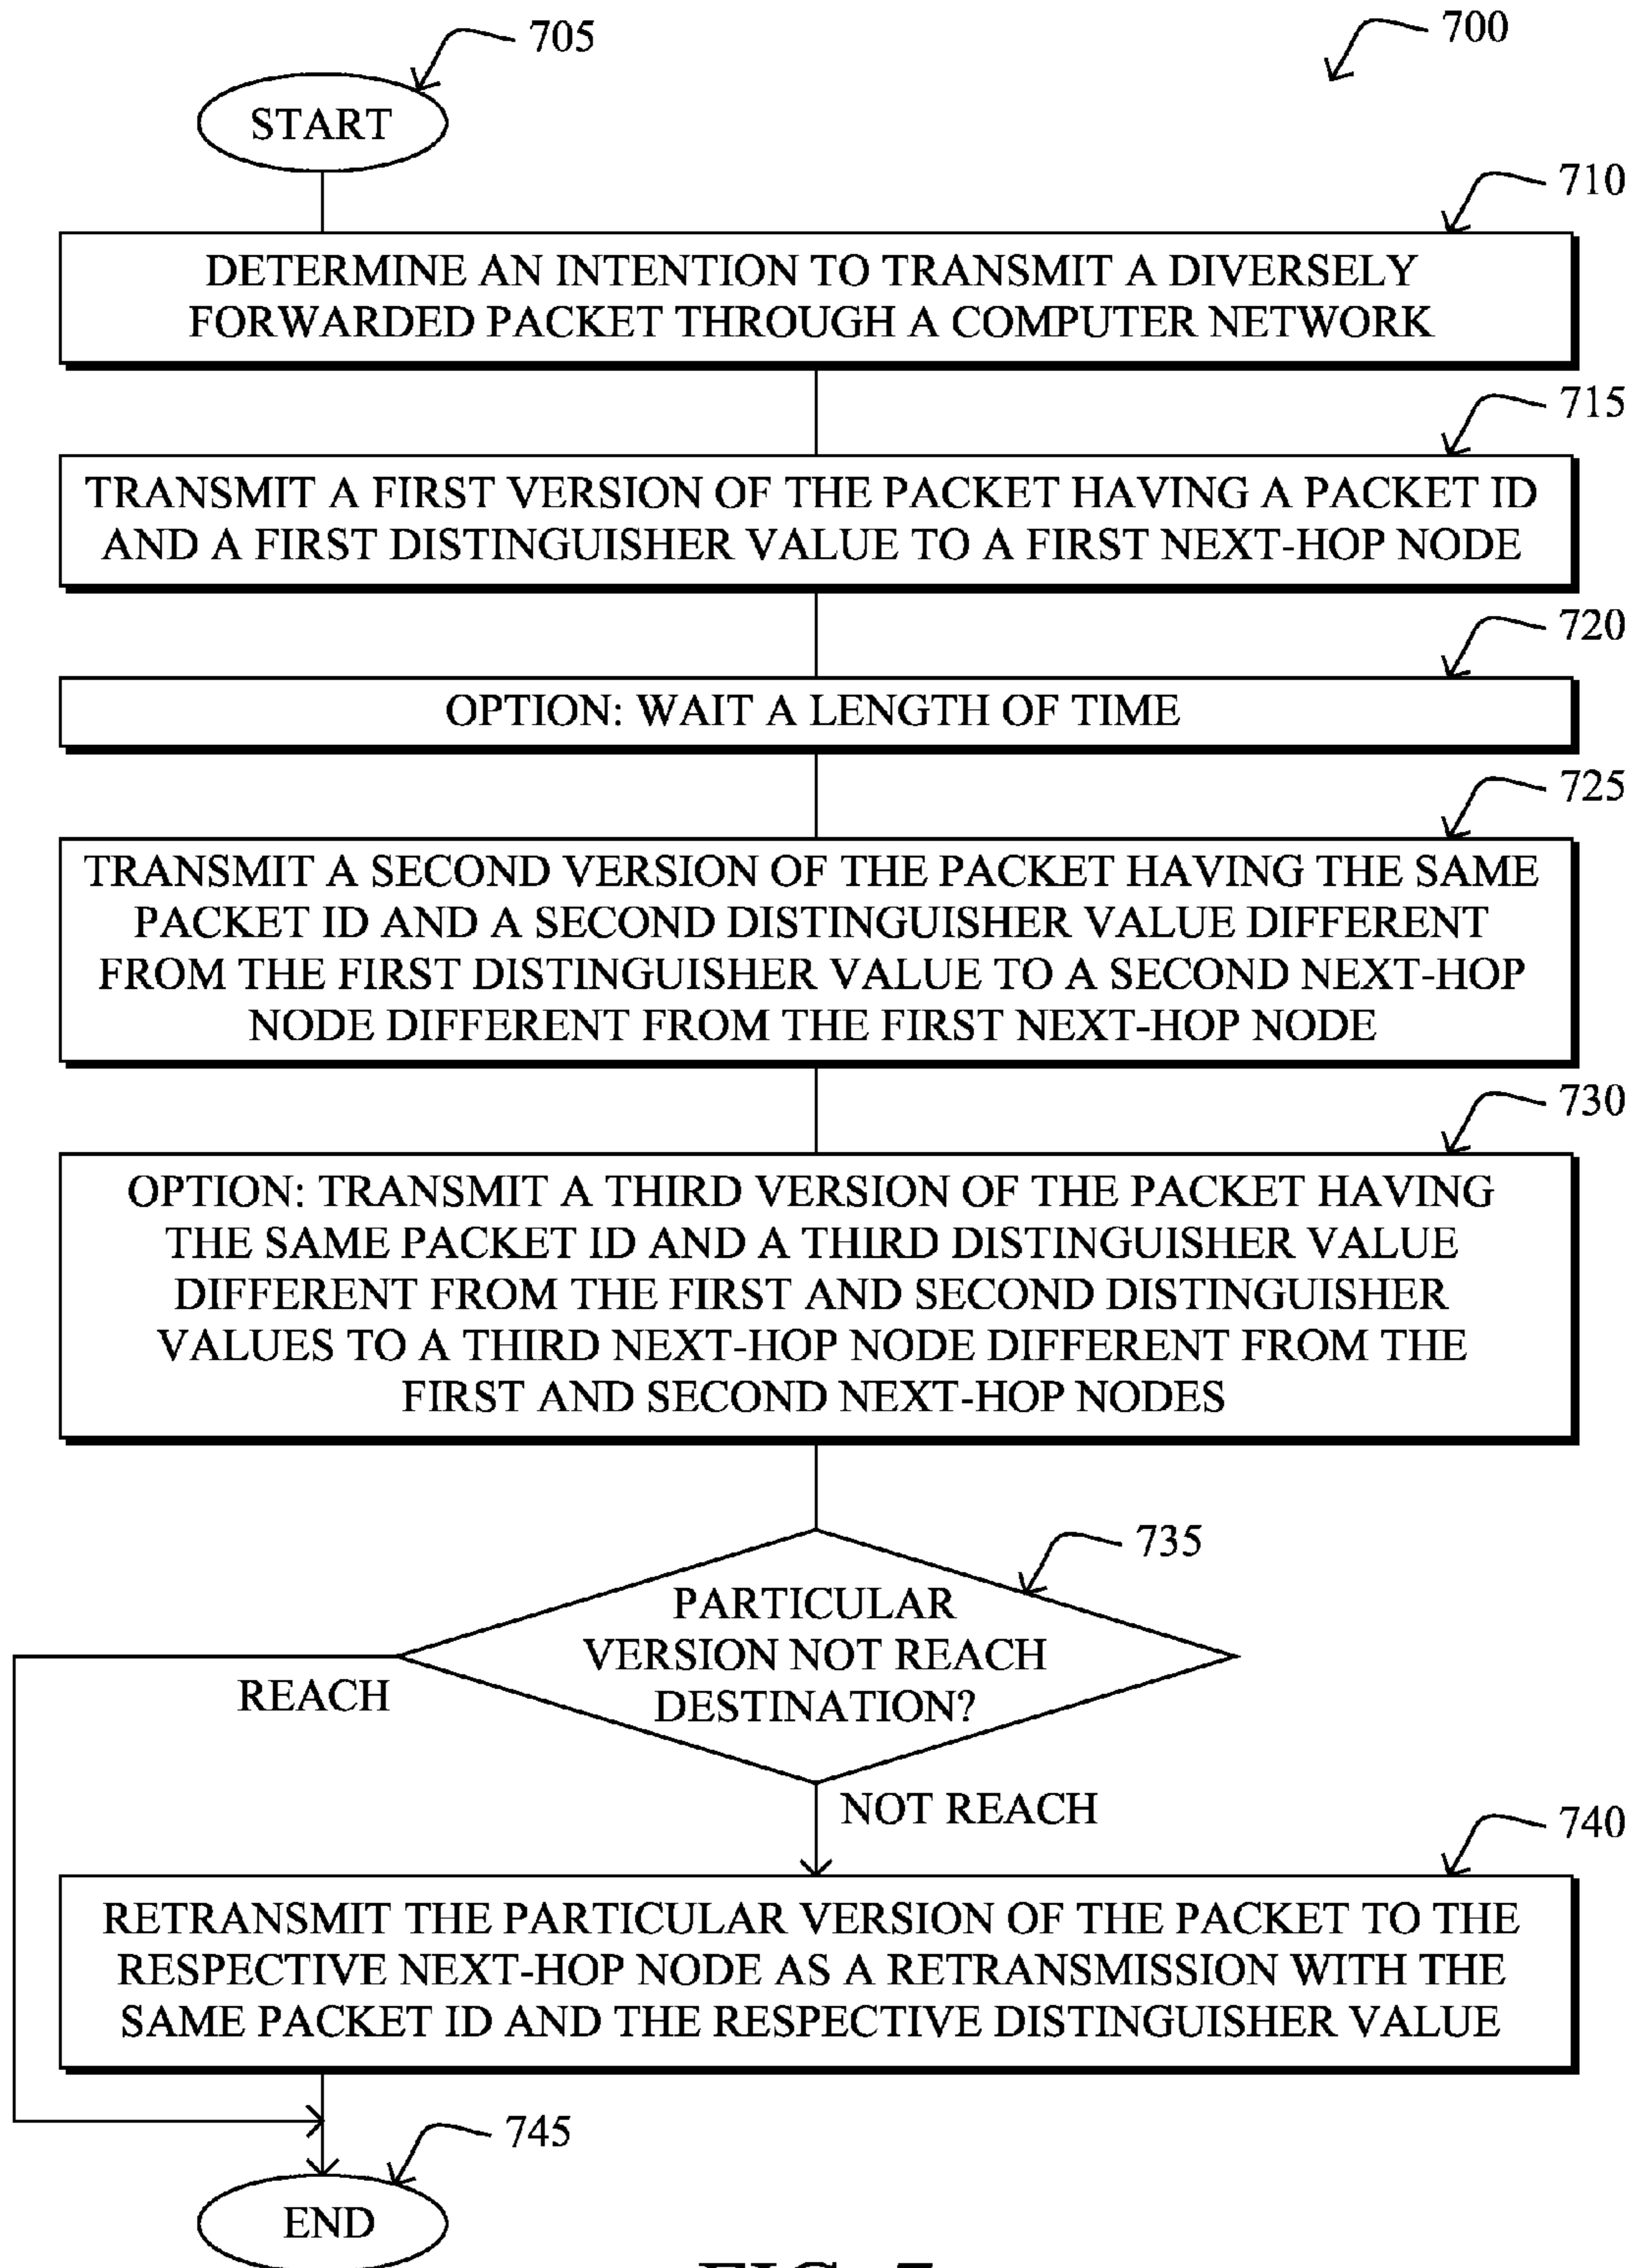 705
700
START
710
DETERMINE AN INTENTION TO TRANSMIT A DIVERSELY
FORWARDED PACKET THROUGH A COMPUTER NETWORK
715
TRANSMIT A FIRST VERSION OF THE PACKET HAVING A PACKET ID
AND A FIRST DISTINGUISHER VALUE TO A FIRST NEXT-HOP NODE
720
OPTION: WAIT A LENGTH OF TIME
725
TRANSMIT A SECOND VERSION OF THE PACKET HAVING THE SAME
PACKET ID AND A SECOND DISTINGUISHER VALUE DIFFERENT
FROM THE FIRST DISTINGUISHER VALUE TO A SECOND NEXT-HOP
NODE DIFFERENT FROM THE FIRST NEXT-HOP NODE
730
OPTION: TRANSMIT A THIRD VERSION OF THE PACKET HAVING
THE SAME PACKET ID AND A THIRD DISTINGUISHER VALUE
DIFFERENT FROM THE FIRST AND SECOND DISTINGUISHER
VALUES TO A THIRD NEXT-HOP NODE DIFFERENT FROM THE
FIRST AND SECOND NEXT-HOP NODES
735
PARTICULAR
VERSION NOT REACH
DESTINATION?
REACH
NOT REACH
740
RETRANSMIT THE PARTICULAR VERSION OF THE PACKET TO THE
RESPECTIVE NEXT-HOP NODE AS A RETRANSMISSION WITH THE
SAME PACKET ID AND THE RESPECTIVE DISTINGUISHER VALUE
745
END